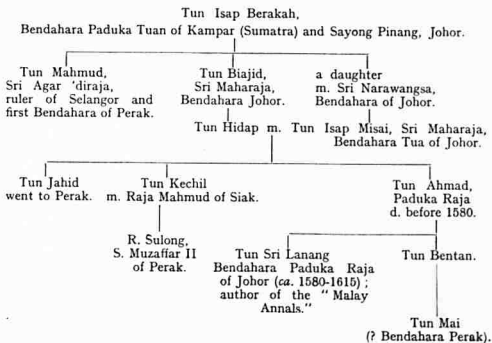 Tun Isap Berakah,
Bendahara Paduka Tuan of Kampar (Sumatra) and Sayong Pinang, Johor.
Tun Mahmud,
Sri Agar 'diraja,
ruler of Selangor and
first Bendahara of Perak.
Tun Biajid,
Sri Maharaja,
Bendahara Johor.
a daughter
m. Sri Narawangsa,
Bendahara of Johor.
Tun Hidap m. Tun Isap Misai, Sri Maharaja,
Bendahara Tua of Johor.
Tun Jahid
went to Perak.
Tun Kechil
m. Raja Mahmud of Siak.
Tun Ahmad,
Paduka Raja
d. before 1580.
R. Sulong,
S. Muzaffar II
of Perak.
Tun Sri Lanang
Bendahara Paduka Raja
of Johor (ca. 1580-1615) ;
author of the " Malay
Annals."
Tun Bentan.
Tun Mai
(? Bendahara Perak).